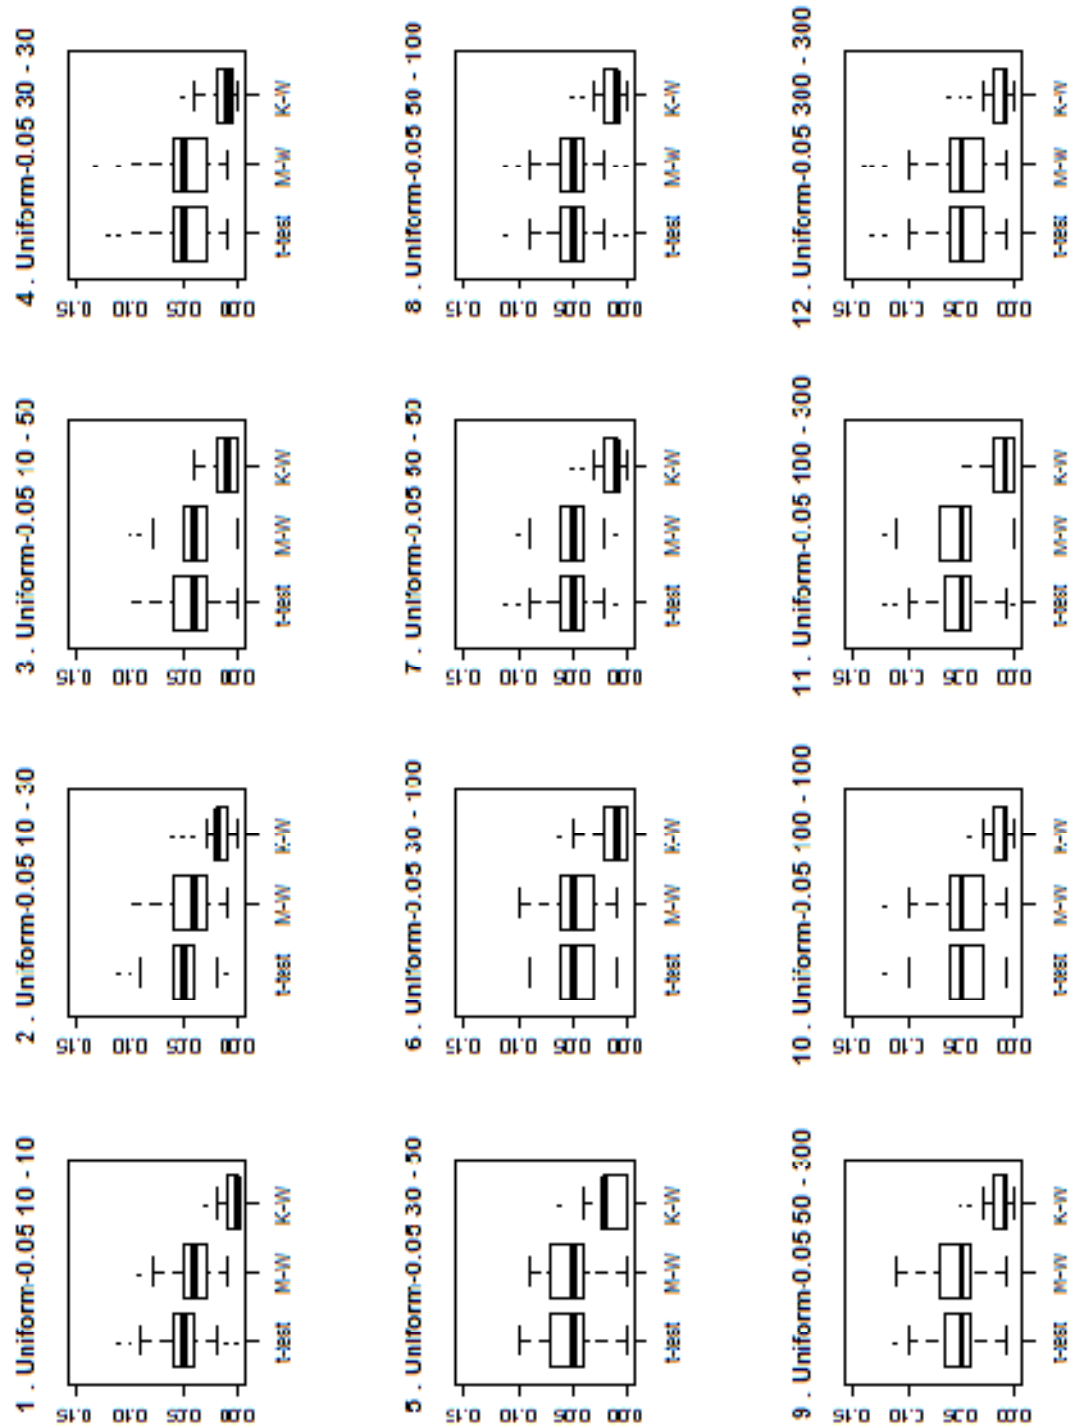 1 . Uniform-0.05 10 - 10
0.15
0.10
0.05
0.00
t-test M-W K-W
2 . Uniform-0.05 10 - 30
0.15
0.10
0.05
0.00
t-test M-W K-W
3 . Uniform-0.05 10 - 50
0.15
0.10
0.05
0.00
t-test M-W K-W
4 . Uniform-0.05 30 - 30
0.15
0.10
0.05
0.00
t-test M-W K-W
5 . Uniform-0.05 30 - 50
0.15
0.10
0.05
0.00
t-test M-W K-W
6 . Uniform-0.05 30 - 100
0.15
0.10
0.05
0.00
t-test M-W K-W
7 . Uniform-0.05 50 - 50
0.15
0.10
0.05
0.00
t-test M-W K-W
8 . Uniform-0.05 50 - 100
0.15
0.10
0.05
0.00
t-test M-W K-W
9 . Uniform-0.05 50 - 300
0.15
0.10
0.05
0.00
t-test M-W K-W
10 . Uniform-0.05 100 - 100
0.15
0.10
0.05
0.00
t-test M-W K-W
11 . Uniform-0.05 100 - 300
0.15
0.10
0.05
0.00
t-test M-W K-W
12 . Uniform-0.05 300 - 300
0.15
0.10
0.05
0.00
t-test M-W K-W